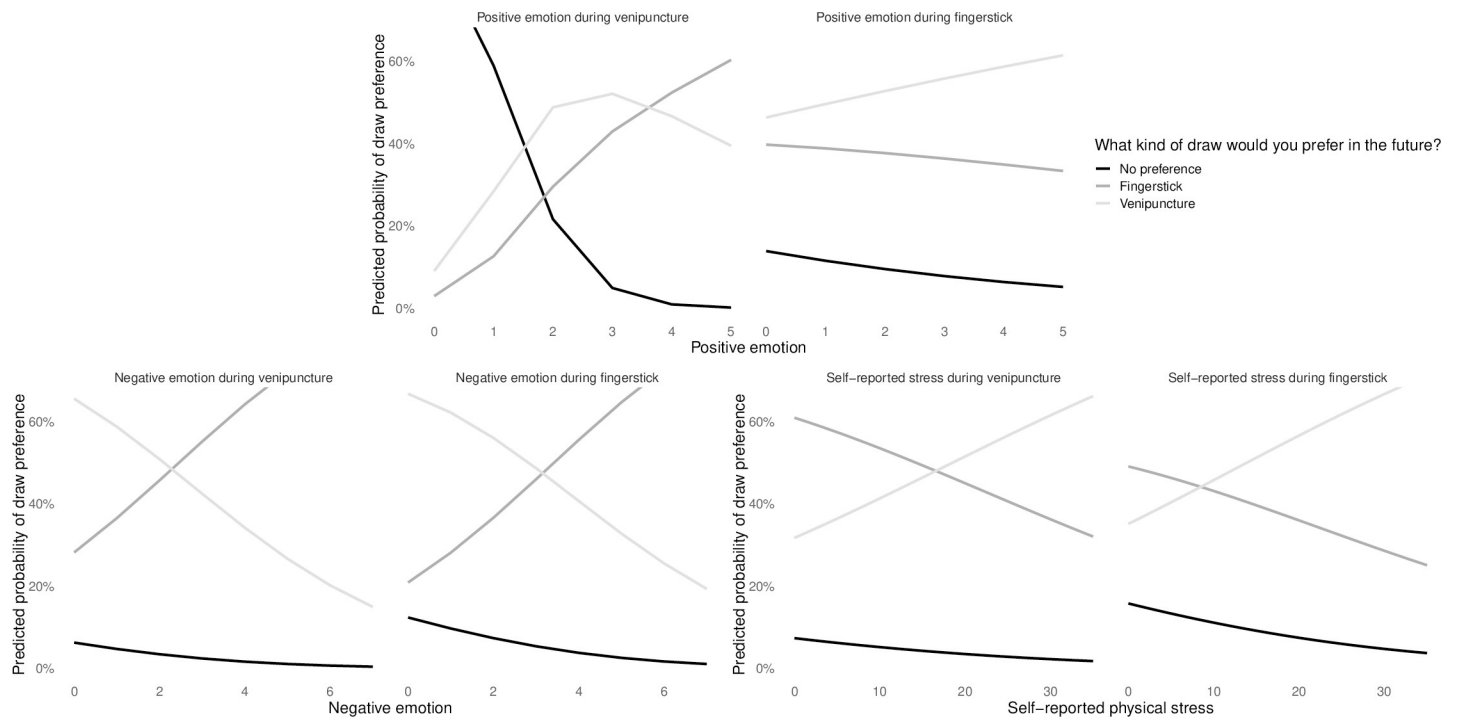 Positive emotion during venipuncture
Positive emotion during fingerstick
Predicted probability of draw preference
60%
40%
20%
0%
0 1 2 3 4 5
0 1 2 3 4 5
Positive emotion
What kind of draw would you prefer in the future?
No preference
Fingerstick
Venipuncture
Negative emotion during venipuncture
Negative emotion during fingerstick
Predicted probability of draw preference
60%
40%
20%
0%
0 2 4 6
0 2 4 6
Negative emotion
Self−reported stress during venipuncture
Self−reported stress during fingerstick
Predicted probability of draw preference
60%
40%
20%
0%
0 10 20 30
0 10 20 30
Self−reported physical stress